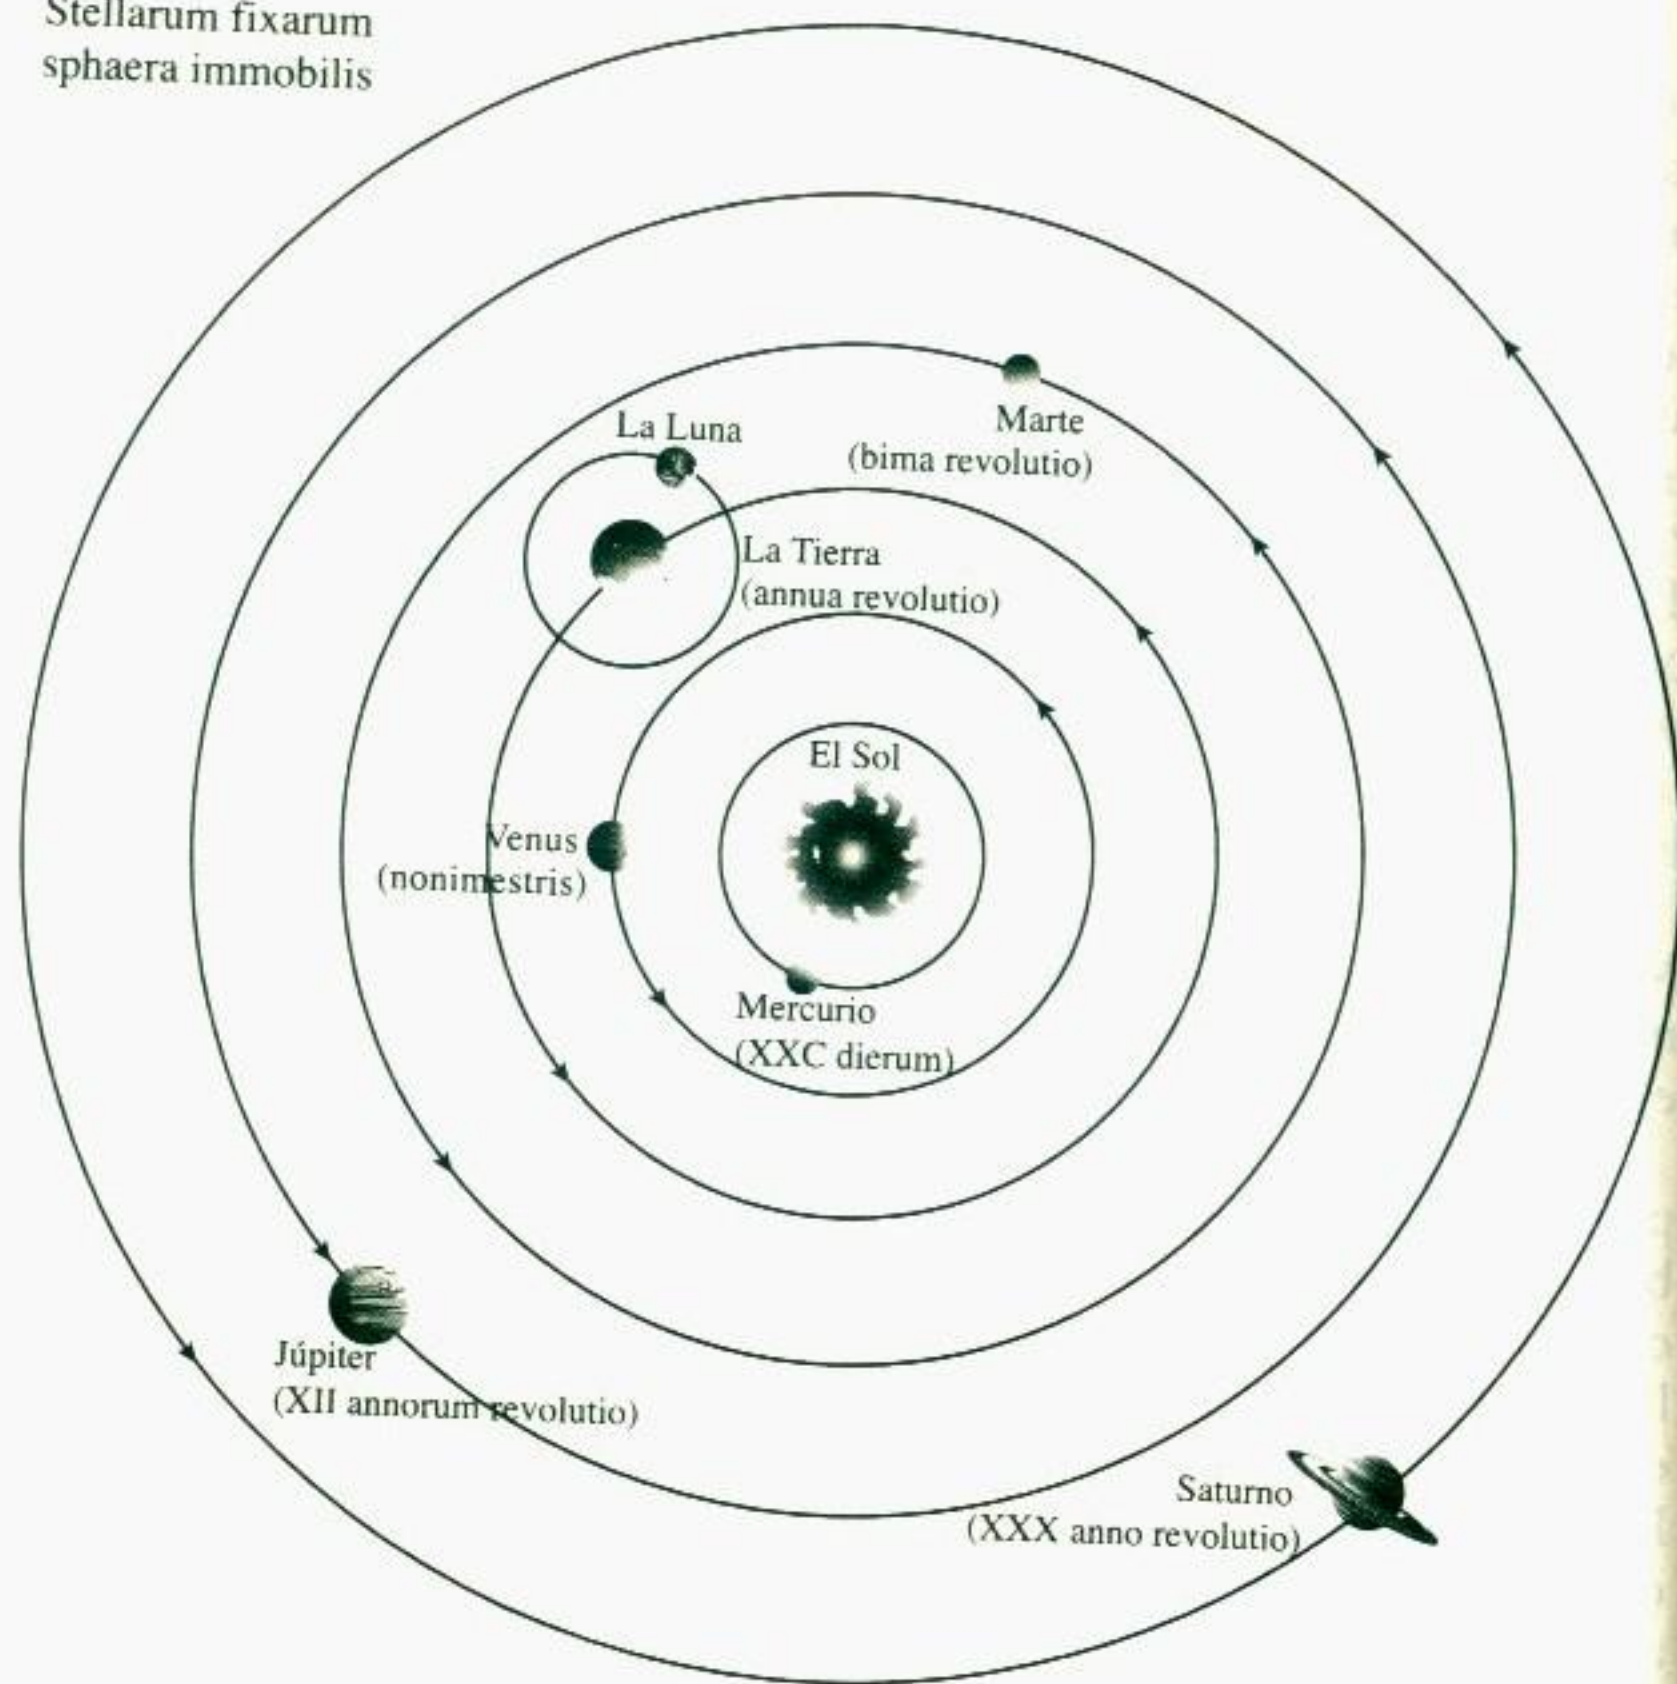 Stellarum fixarum
sphaera immobilis
Marte
(bima revolutio)
La Luna
La Tierra
(annua revolutio)
El Sol
Venus
(nonimestris)
Mercurio
(XXC dierum)
Júpiter
(XII annorum revolutio)
Saturno
(XXX anno revolutio)